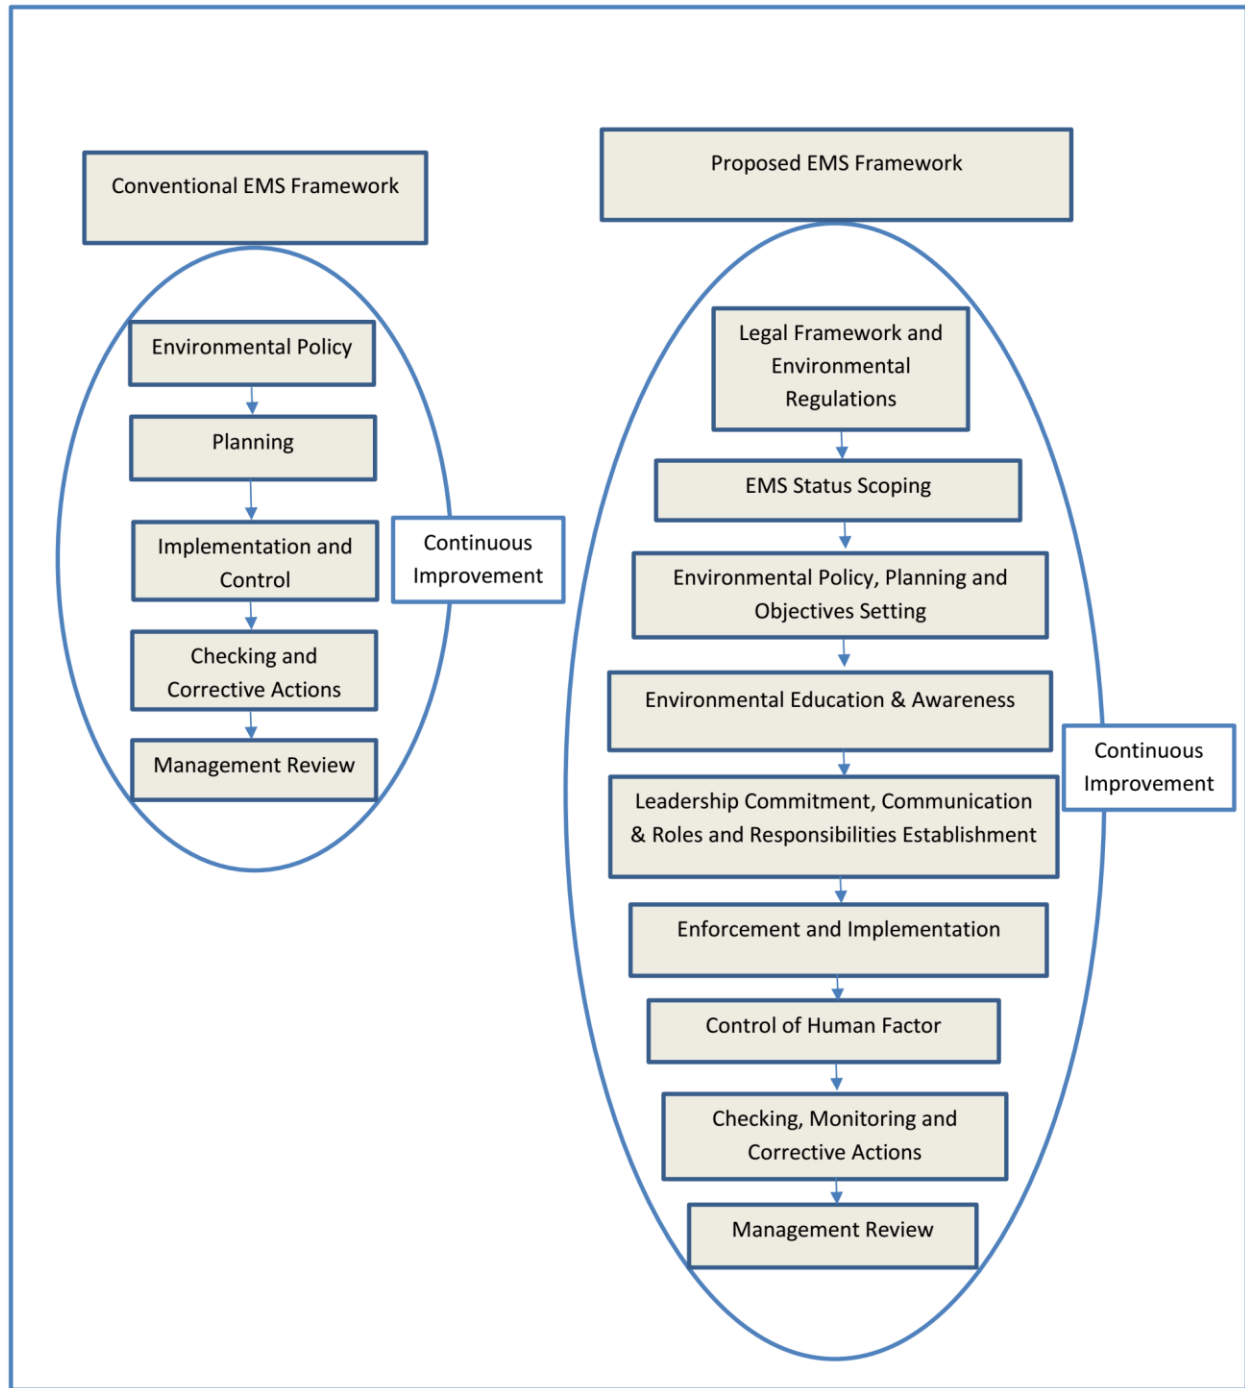 Conventional EMS Framework
Environmental Policy
Planning
Implementation and
Control
Checking and
Corrective Actions
Management Review
Continuous
Improvement
Proposed EMS Framework
Legal Framework and
Environmental
Regulations
EMS Status Scoping
Environmental Policy, Planning and
Objectives Setting
Environmental Education & Awareness
Leadership Commitment, Communication
& Roles and Responsibilities Establishment
Enforcement and Implementation
Control of Human Factor
Checking, Monitoring and
Corrective Actions
Management Review
Continuous
Improvement